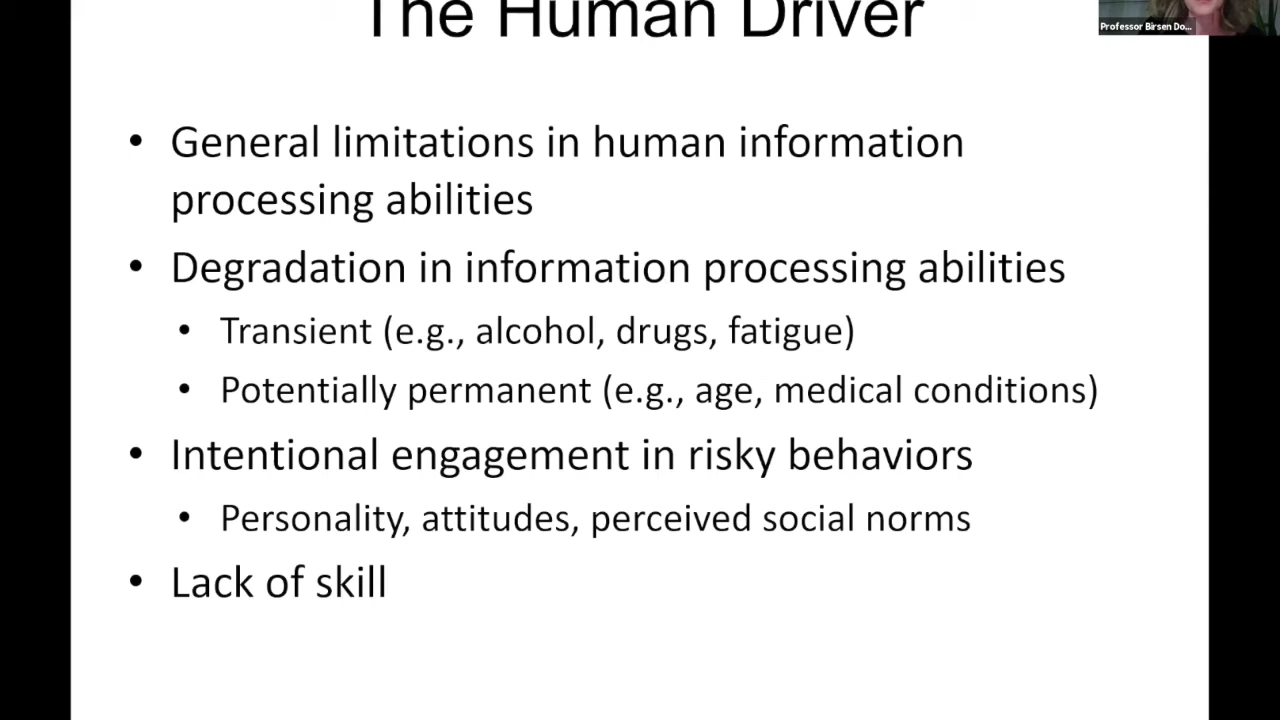 The Human Driver
Professor Birsen Do...
• General limitations in human information
processing abilities
• Degradation in information processing abilities
• Transient (e.g., alcohol, drugs, fatigue)
• Potentially permanent (e.g., age, medical conditions)
• Intentional engagement in risky behaviors
• Personality, attitudes, perceived social norms
• Lack of skill